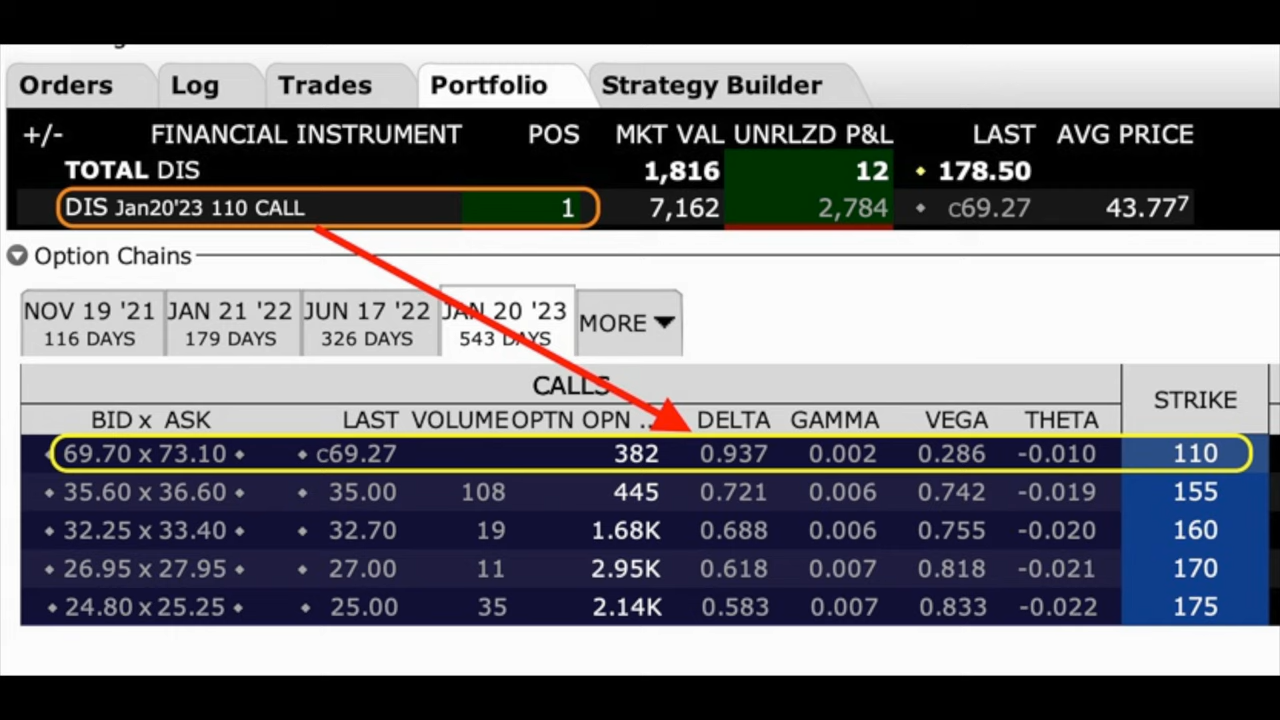 Orders Log Trades Portfolio Strategy Builder
+/- FINANCIAL INSTRUMENT POS MKT VAL UNRLZD P&L LAST AVG PRICE
TOTAL DIS 1,816 12 178.50
DIS Jan20'23 110 CALL 1 7,162 2,784 c69.27 43.77⁷
Option Chains
NOV 19 '21 JAN 21 '22 JUN 17 '22 JAN 20 '23 MORE
116 DAYS 179 DAYS 326 DAYS 543 DAYS
CALLS STRIKE
BID x ASK LAST VOLUME OPTN OPN ... DELTA GAMMA VEGA THETA
69.70 x 73.10 c69.27 382 0.937 0.002 0.286 -0.010 110
35.60 x 36.60 35.00 108 445 0.721 0.006 0.742 -0.019 155
32.25 x 33.40 32.70 19 1.68K 0.688 0.006 0.755 -0.020 160
26.95 x 27.95 27.00 11 2.95K 0.618 0.007 0.818 -0.021 170
24.80 x 25.25 25.00 35 2.14K 0.583 0.007 0.833 -0.022 175